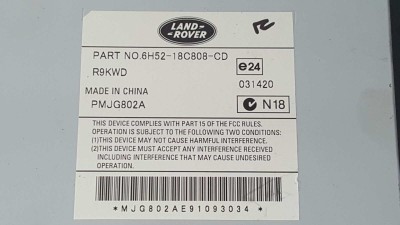 LAND-
ROVER
PART NO.6H52-18C808-CD
R9KWD
e24
031420
MADE IN CHINA
PMJG802A
N18
THIS DEVICE COMPLIES WITH PART 15 OF THE FCC RULES.
OPERATION IS SUBJECT TO THE FOLLOWING TWO CONDITIONS:
(1)THIS DEVICE MAY NOT CAUSE HARMFUL INTERFERENCE.
(2)THIS DEVICE MUST ACCEPT ANY INTERFERENCE RECEIVED
INCLUDING INTERFERENCE THAT MAY CAUSE UNDESIRED
OPERATION.
*MJG802AE91093034*